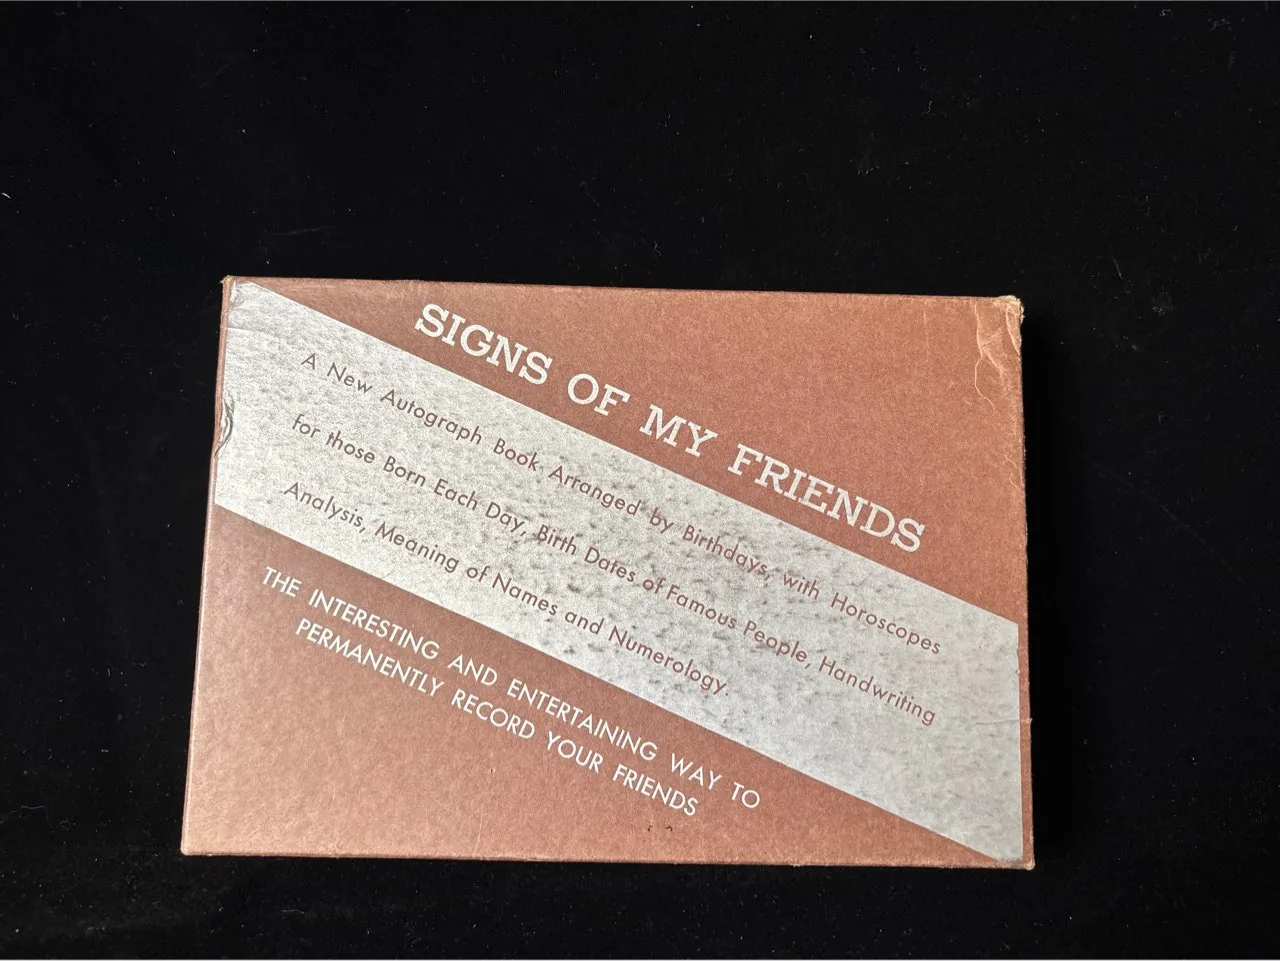 SIGNS OF MY FRIENDS
A New Autograph Book Arranged by Birthdays, with Horoscopes
for those Born Each Day, Birth Dates of Famous People, Handwriting
Analysis, Meaning of Names and Numerology.
THE INTERESTING AND ENTERTAINING WAY TO
PERMANENTLY RECORD YOUR FRIENDS